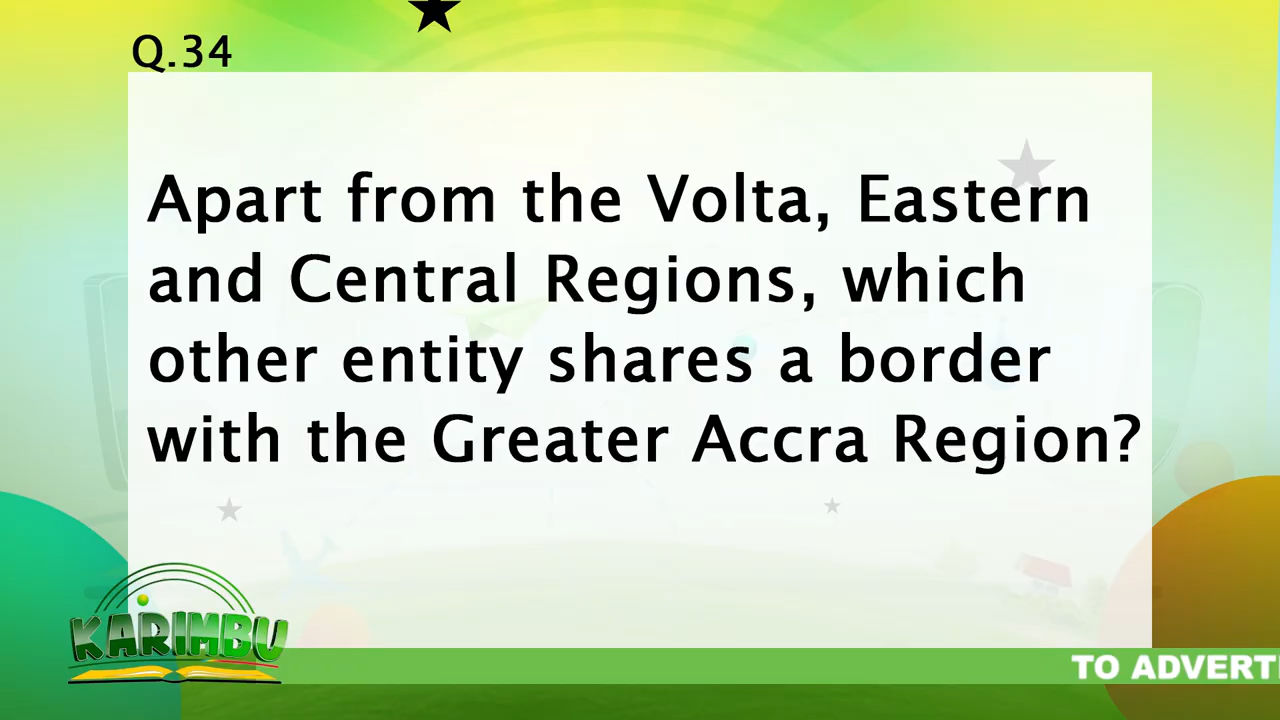 Q.34
Apart from the Volta, Eastern
and Central Regions, which
other entity shares a border
with the Greater Accra Region?
KARIMBU
TO ADVERTI